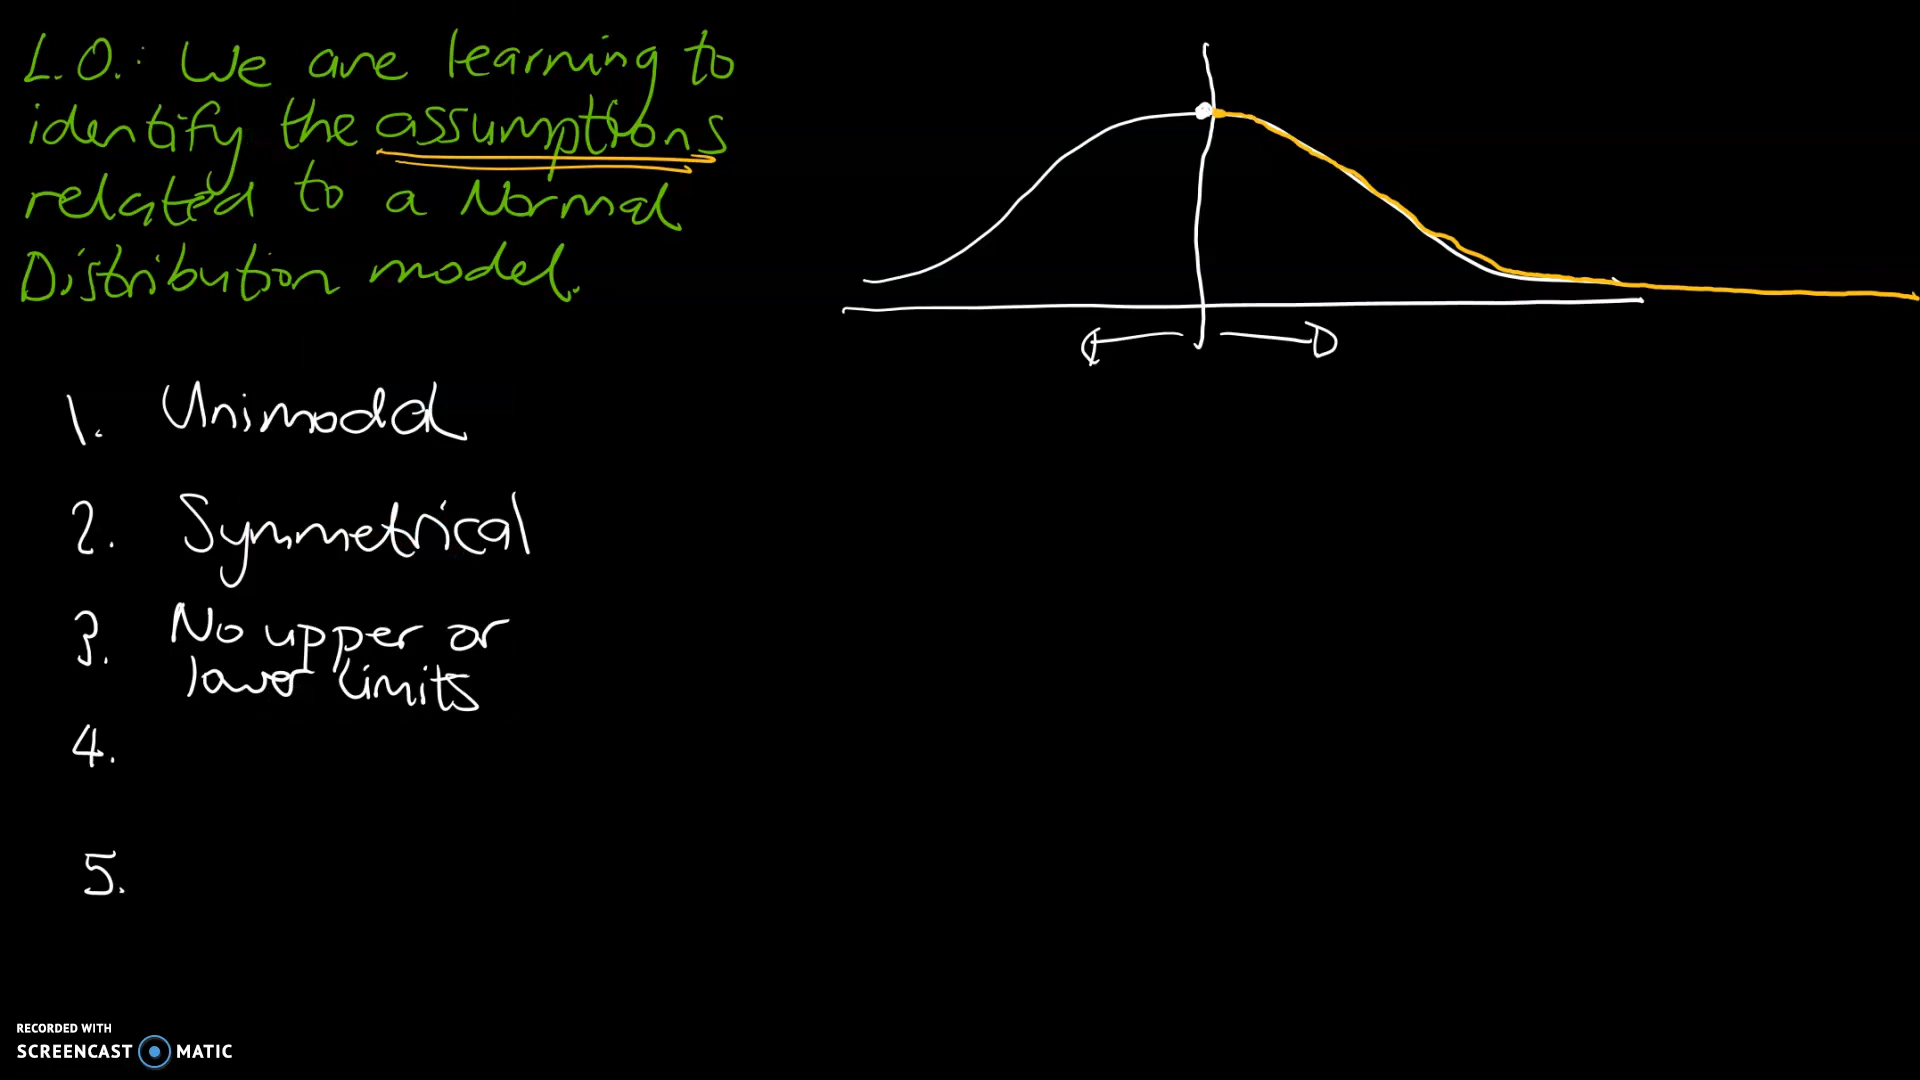 L.O.: We are learning to
identify the assumptions
related to a Normal
Distribution model.
1. Unimodal
2. Symmetrical
3. No upper or
lower limits
4.
5.
RECORDED WITH
SCREENCAST MATIC